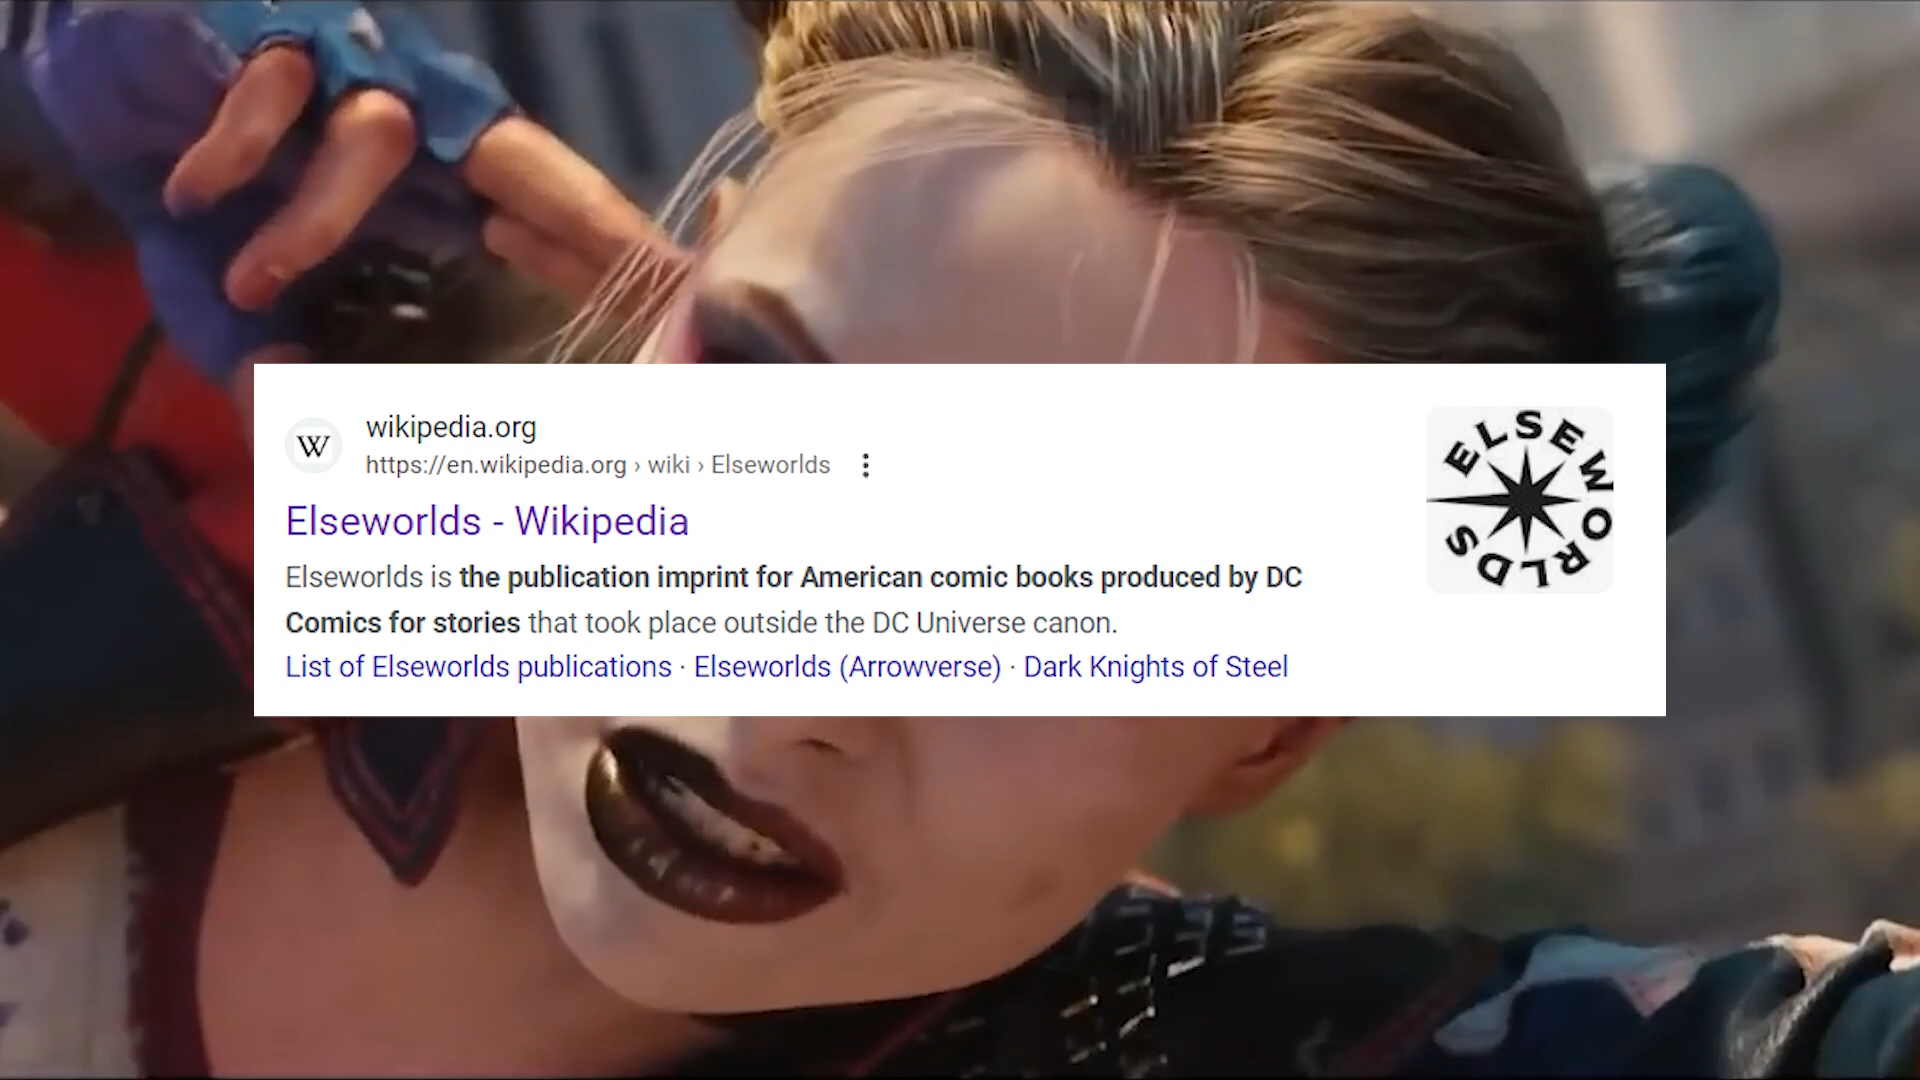 W
wikipedia.org
https://en.wikipedia.org › wiki › Elseworlds
Elseworlds - Wikipedia
Elseworlds is the publication imprint for American comic books produced by DC
Comics for stories that took place outside the DC Universe canon.
List of Elseworlds publications · Elseworlds (Arrowverse) · Dark Knights of Steel
ELSEWORLDS